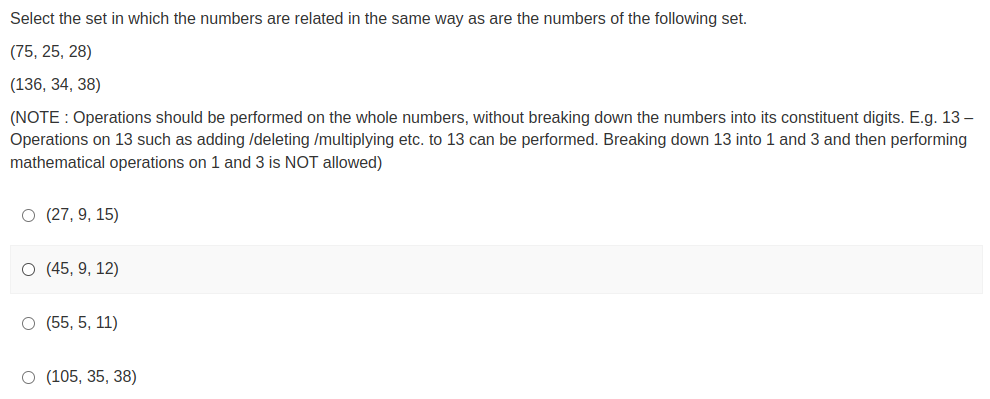 Select the set in which the numbers are related in the same way as are the numbers of the following set.
(75, 25, 28)
(136, 34, 38)
(NOTE : Operations should be performed on the whole numbers, without breaking down the numbers into its constituent digits. E.g. 13 –
Operations on 13 such as adding /deleting /multiplying etc. to 13 can be performed. Breaking down 13 into 1 and 3 and then performing
mathematical operations on 1 and 3 is NOT allowed)
(27, 9, 15)
(45, 9, 12)
(55, 5, 11)
(105, 35, 38)